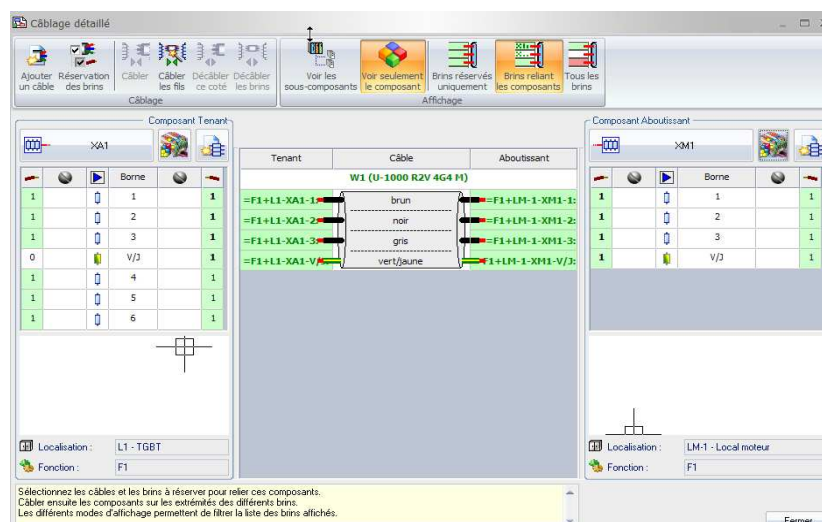 Câblage détaillé
Ajouter un câble
Réservation des brins
Câbler
Câbler les fils
Décâbler ce coté
Décâbler les brins
Voir les sous-composants
Voir seulement le composant
Brins réservés uniquement
Brins reliant les composants
Tous les brins
Câblage
Affichage
Composant Tenant
XA1
Borne
1 1 1
1 2 1
1 3 1
0 V/J 1
1 4 1
1 5 1
1 6 1
Localisation : L1 - TGBT
Fonction : F1
Tenant Câble Aboutissant
W1 (U-1000 R2V 4G4 M)
=F1+L1-XA1-1: brun =F1+LM-1-XM1-1:
=F1+L1-XA1-2: noir =F1+LM-1-XM1-2:
=F1+L1-XA1-3: gris =F1+LM-1-XM1-3:
=F1+L1-XA1-V/ vert/jaune F1+LM-1-XM1-V/J:
Composant Aboutissant
XM1
Borne
1 1 1
1 2 1
1 3 1
1 V/J 1
Localisation : LM-1 - Local moteur
Fonction : F1
Sélectionnez les câbles et les brins à réserver pour relier ces composants.
Câbler ensuite les composants sur les extrémités des différents brins.
Les différents modes d'affichage permettent de filtrer la liste des brins affichés.
Fermer